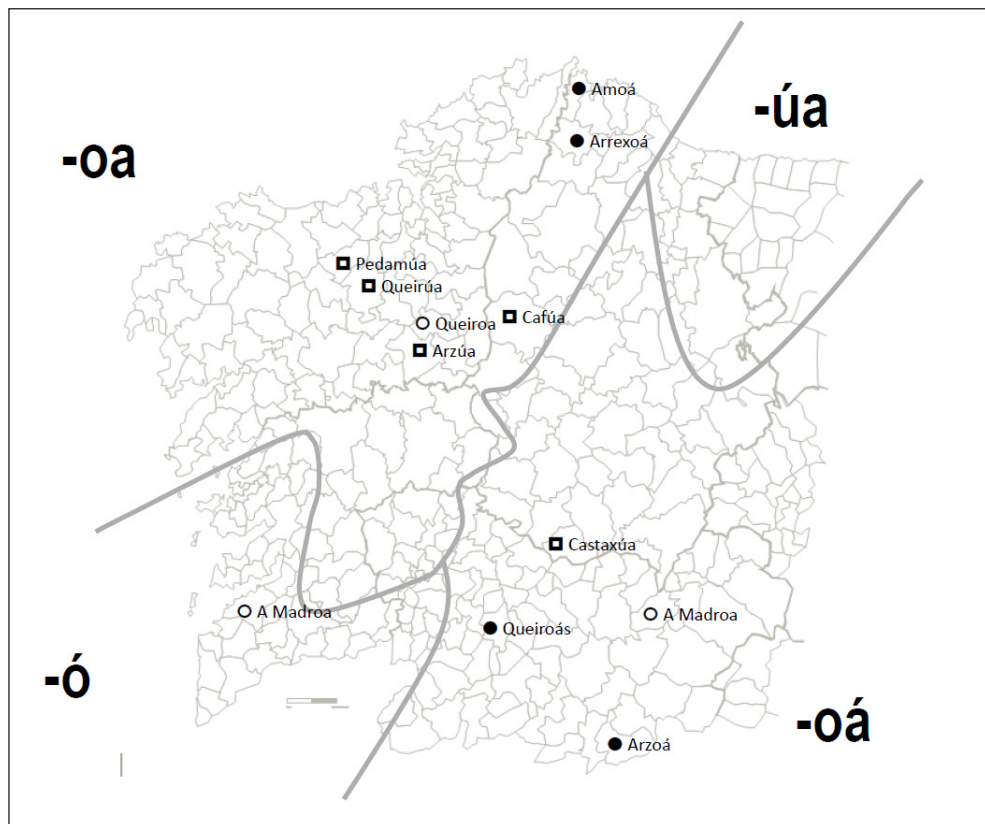 Amoá
-úa
-oa
Arrexoá
Pedamúa
Queirúa
Cafúa
Queiroa
Arzúa
Castaxúa
A Madroa
A Madroa
Queiroás
-ó
-oá
Arzoá